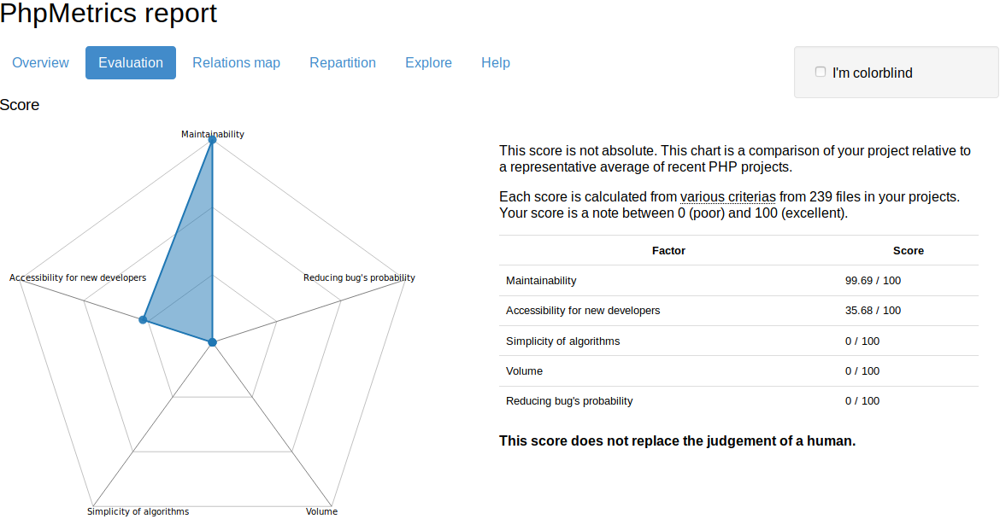 PhpMetrics report
Overview Evaluation Relations map Repartition Explore Help
I'm colorblind
Score
Maintainability
Accessibility for new developers
Reducing bug's probability
Simplicity of algorithms
Volume
This score is not absolute. This chart is a comparison of your project relative to
a representative average of recent PHP projects.
Each score is calculated from various criterias from 239 files in your projects.
Your score is a note between 0 (poor) and 100 (excellent).
Factor Score
Maintainability 99.69 / 100
Accessibility for new developers 35.68 / 100
Simplicity of algorithms 0 / 100
Volume 0 / 100
Reducing bug's probability 0 / 100
This score does not replace the judgement of a human.